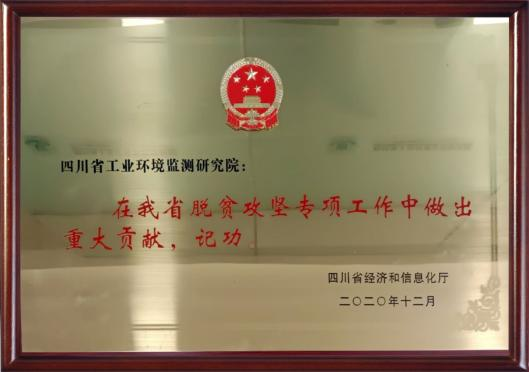 四川省工业环境监测研究院：
在我省脱贫攻坚专项工作中做出
重大贡献，记功
四川省经济和信息化厅
二〇二〇年十二月